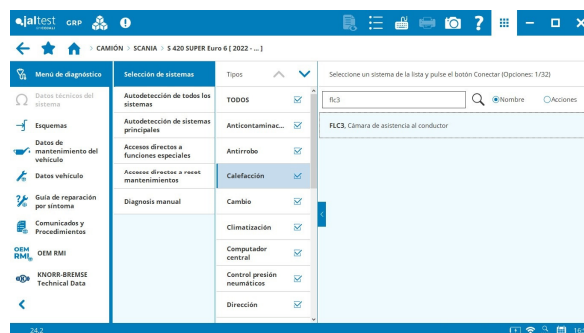 jaltest GRP
CAMIÓN > SCANIA > S 420 SUPER Euro 6 [ 2022 - ... ]
Menú de diagnóstico
Datos técnicos del
sistema
Esquemas
Datos de
mantenimiento del
vehículo
Datos vehículo
Guía de reparación
por síntoma
Comunicados y
Procedimientos
OEM
RMI
OEM RMI
KNORR-BREMSE
Technical Data
Selección de sistemas
Autodetección de todos los
sistemas
Autodetección de sistemas
principales
Accesos directos a
funciones especiales
Accesos directos a reset
mantenimientos
Diagnosis manual
Tipos
TODOS
Anticontaminac...
Antirrobo
Calefacción
Cambio
Climatización
Computador
central
Control presión
neumáticos
Dirección
Seleccione un sistema de la lista y pulse el botón Conectar (Opciones: 1/32)
flc3
Nombre
Acciones
FLC3, Cámara de asistencia al conductor
24.2